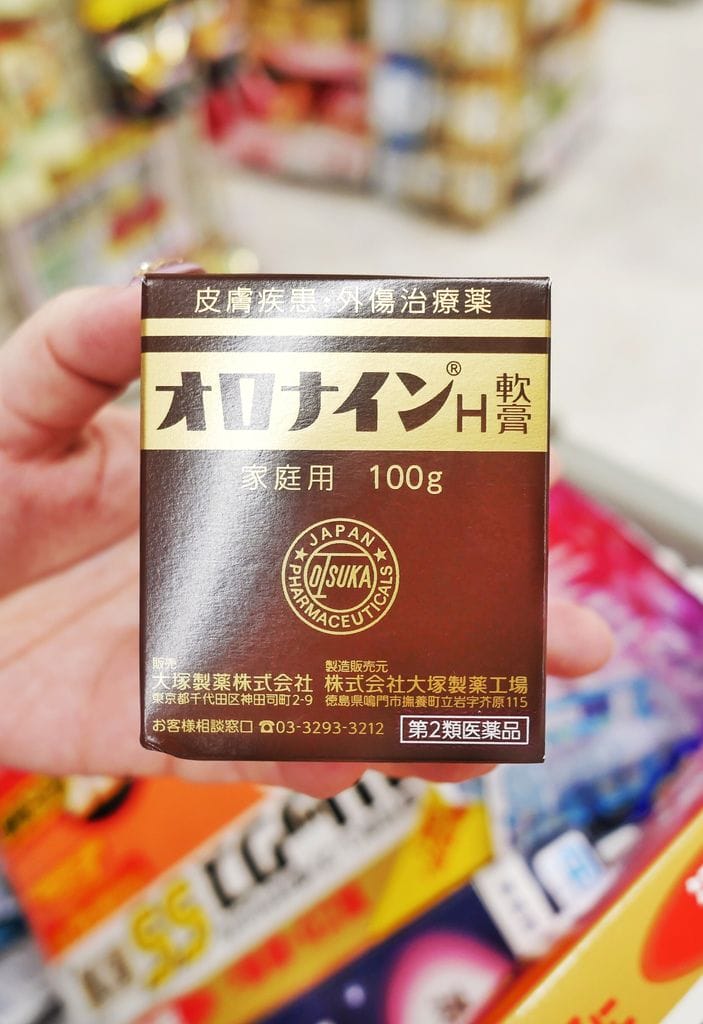 皮膚疾患・外傷治療薬
オロナイン®H軟膏
家庭用 100g
JAPAN
OTSUKA
PHARMACEUTICALS
販売 製造販売元
大塚製薬株式会社 株式会社大塚製薬工場
東京都千代田区神田司町2-9 徳島県鳴門市撫養町立岩字芥原115
お客様相談窓口 ☎03-3293-3212 第2類医薬品